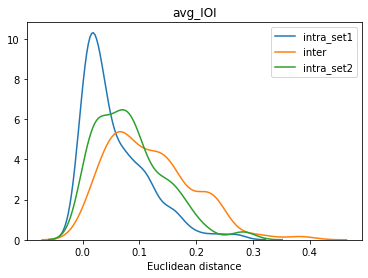 avg_IOI
10
8
6
4
2
0
intra_set1
inter
intra_set2
0.0 0.1 0.2 0.3 0.4
Euclidean distance